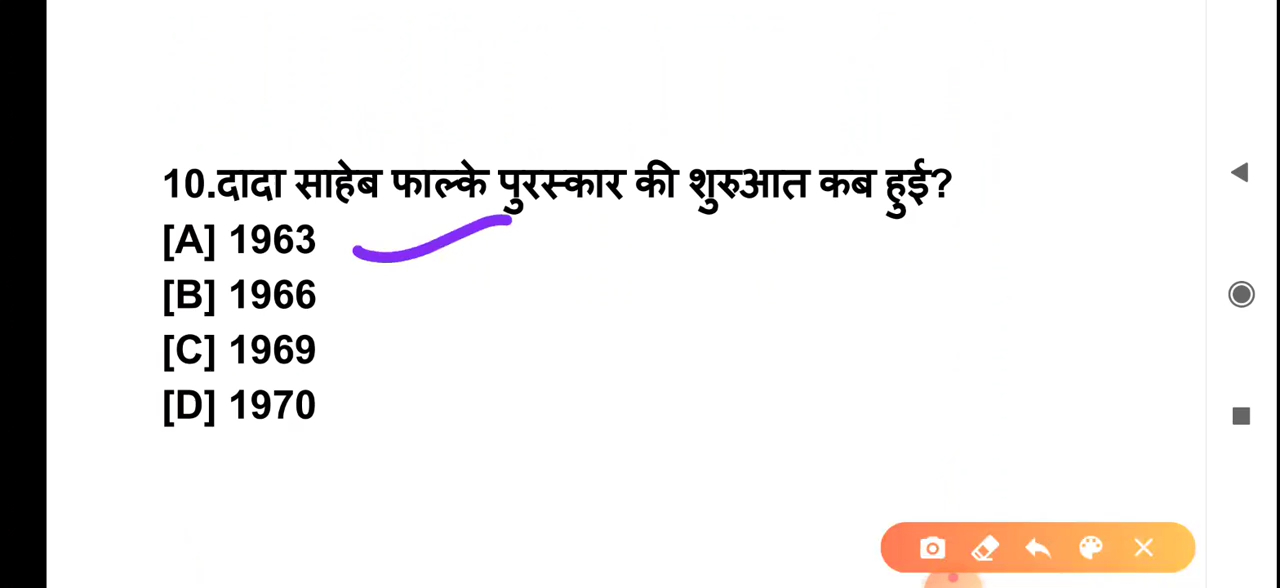 10.दादा साहेब फाल्के पुरस्कार की शुरुआत कब हुई?
[A] 1963
[B] 1966
[C] 1969
[D] 1970